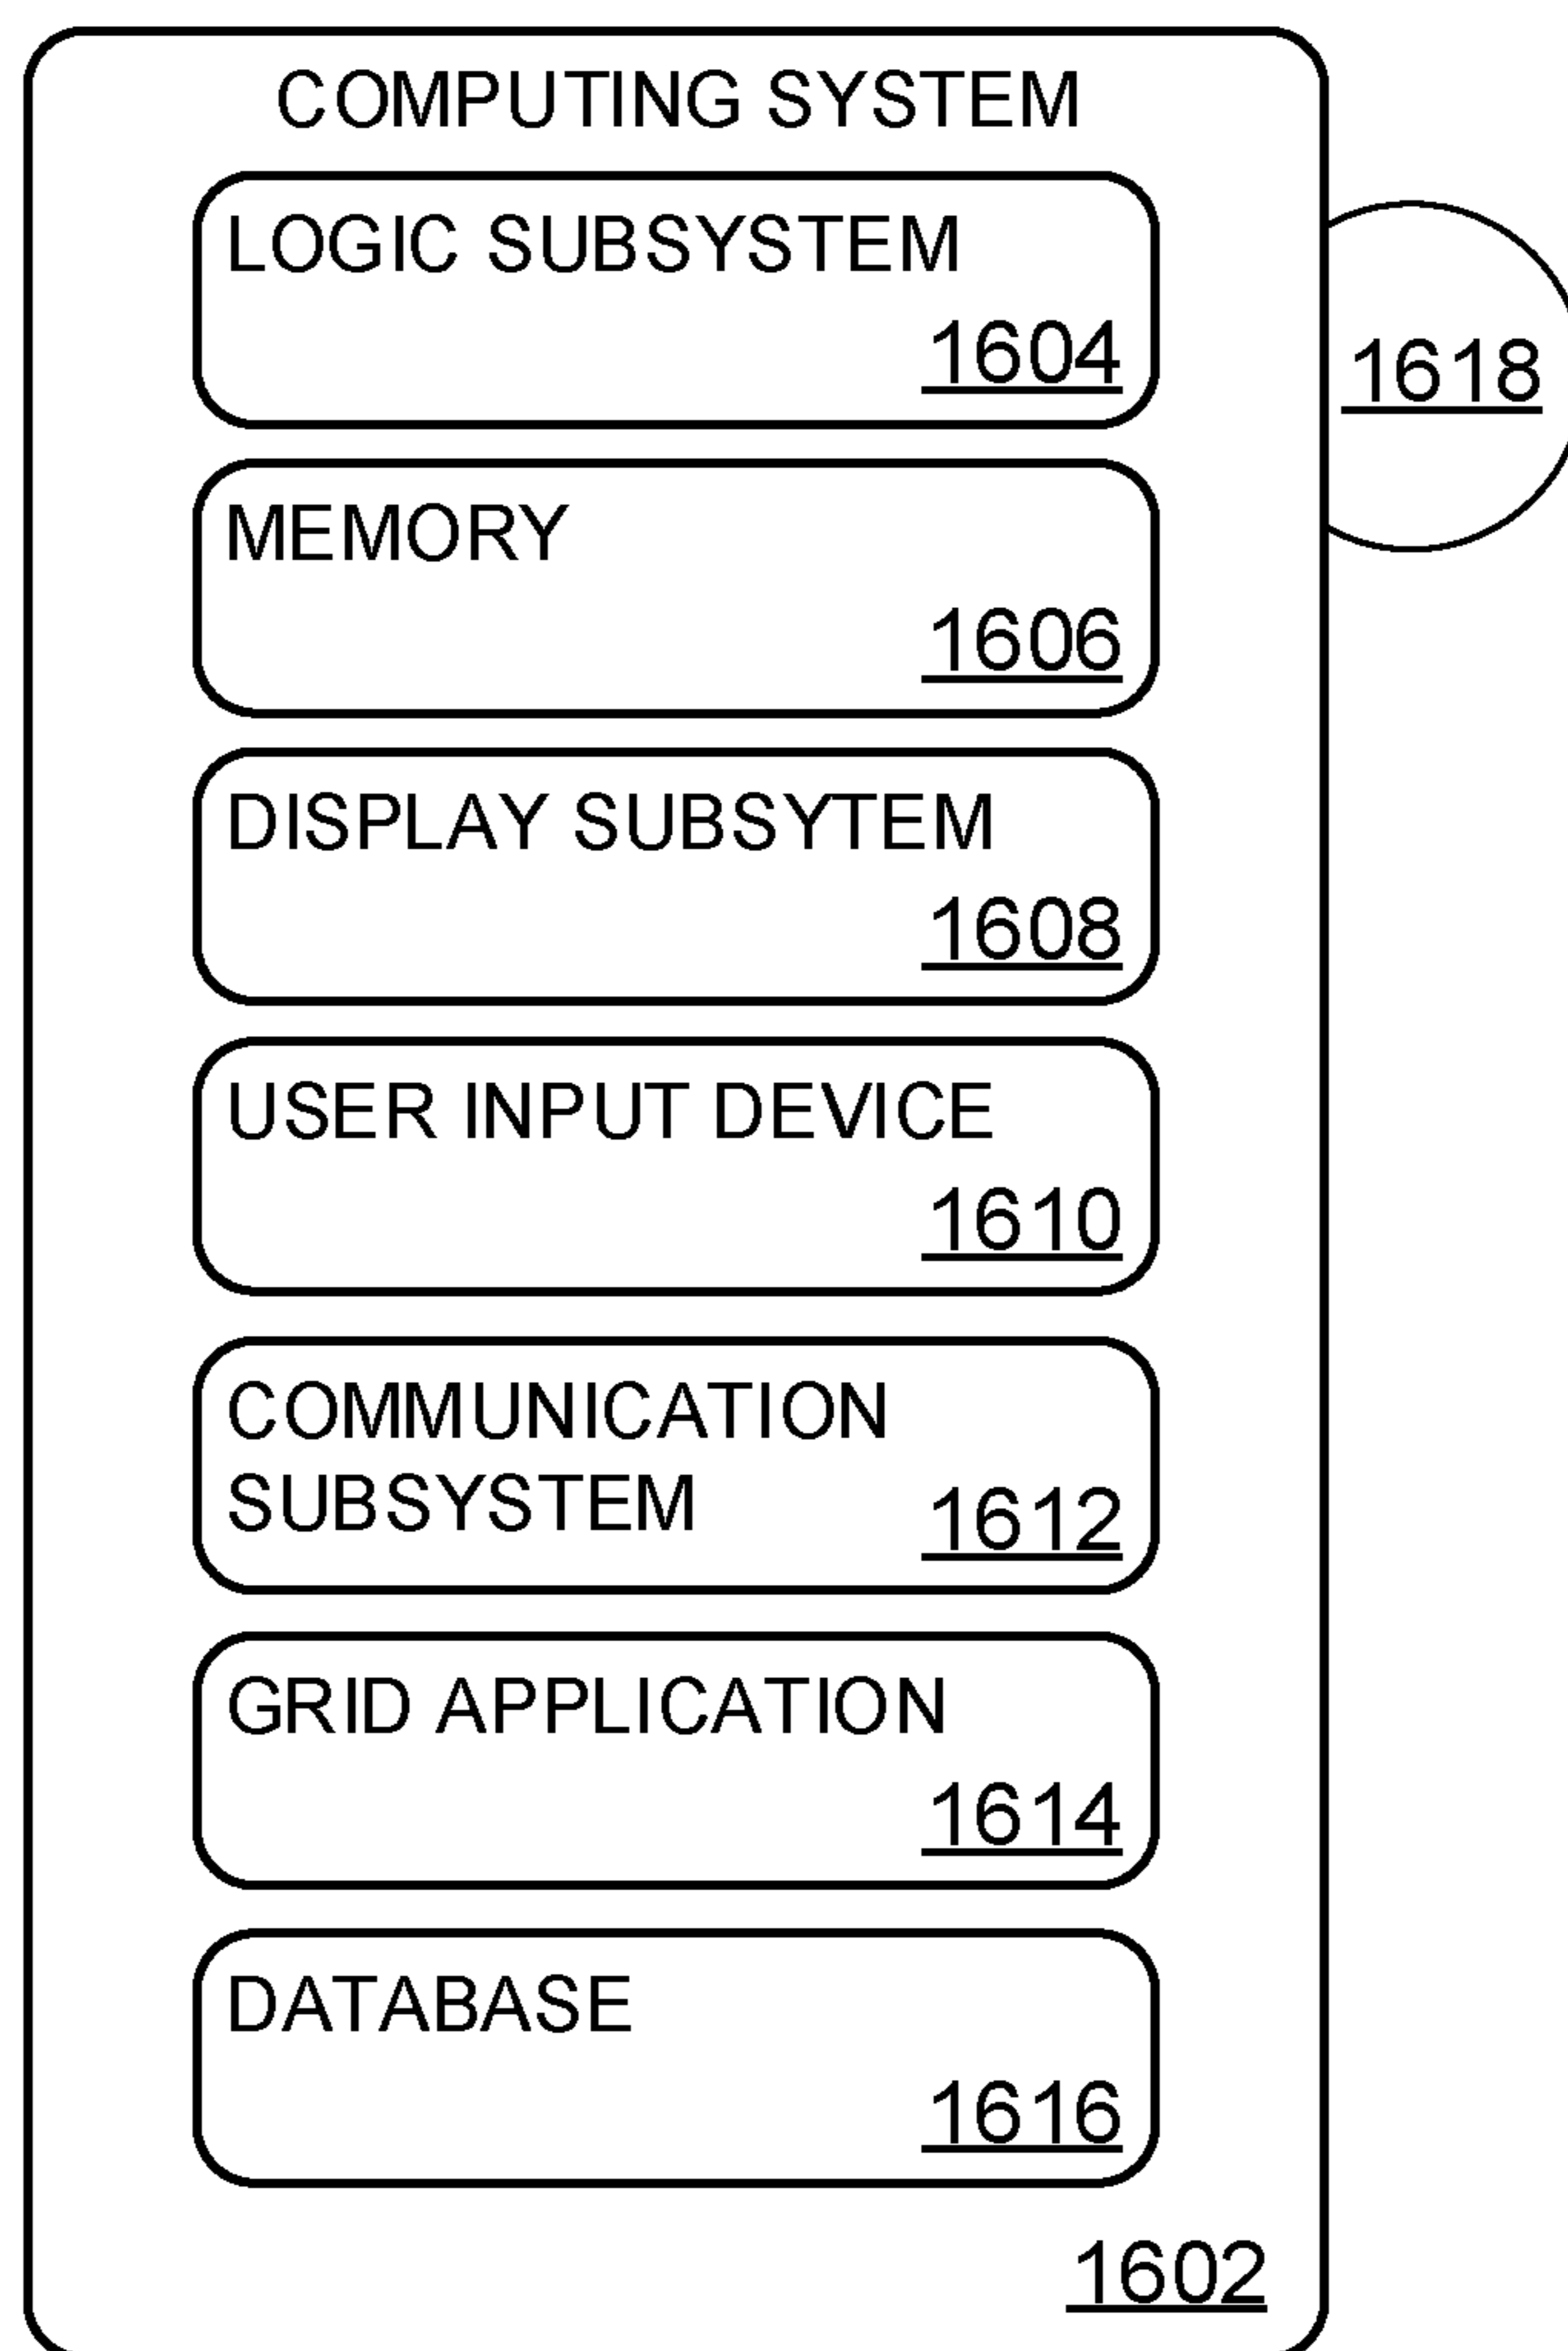 COMPUTING SYSTEM
LOGIC SUBSYSTEM
1604
1618
MEMORY
1606
DISPLAY SUBSYTEM
1608
USER INPUT DEVICE
1610
COMMUNICATION
SUBSYSTEM 1612
GRID APPLICATION
1614
DATABASE
1616
1602